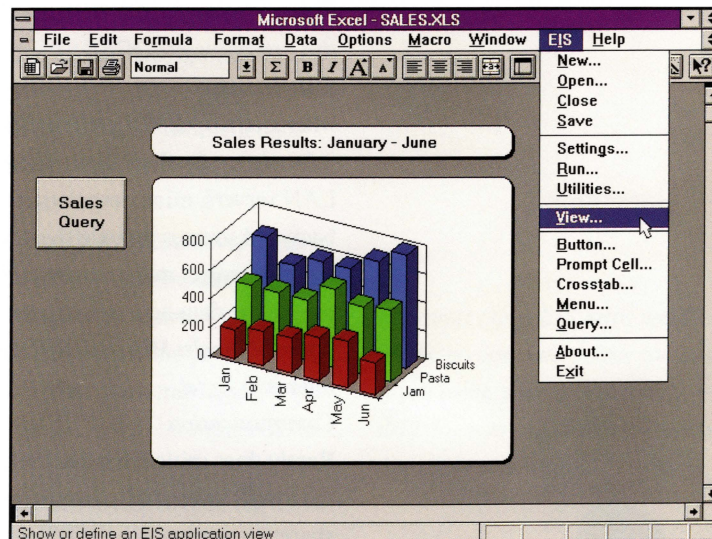 Microsoft Excel - SALES.XLS
File Edit Formula Format Data Options Macro Window EIS Help
Normal Σ B I A A
New...
Open...
Close
Save
Settings...
Run...
Utilities...
View...
Button...
Prompt Cell...
Crosstab...
Menu...
Query...
About...
Exit
Sales Results: January - June
Sales
Query
800
600
400
200
0
Jan Feb Mar Apr May Jun
Biscuits
Pasta
Jam
Show or define an EIS application view